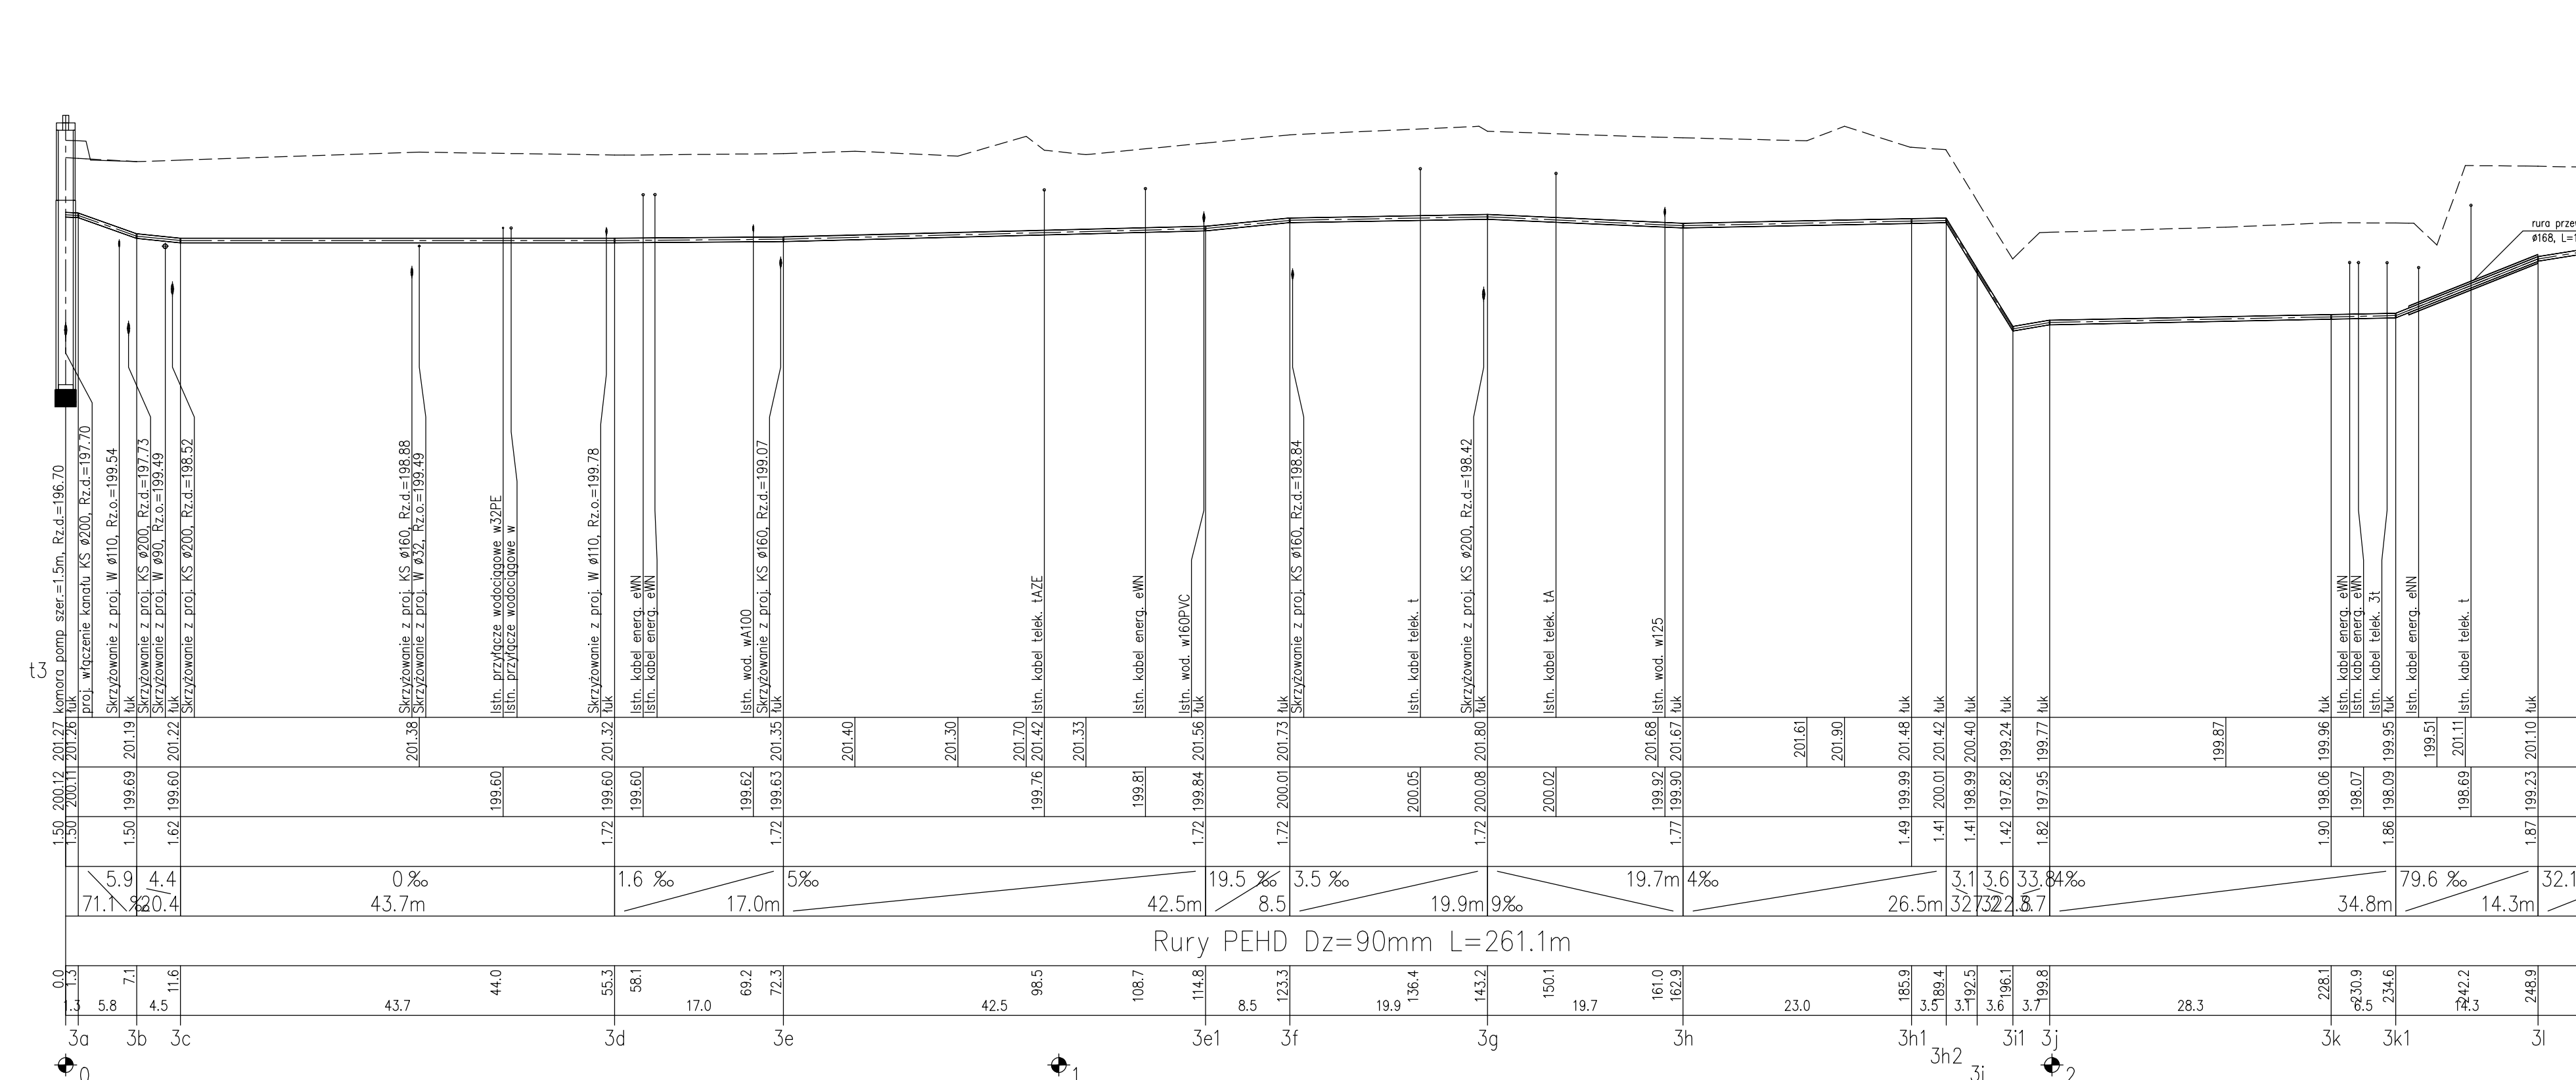 rura przew
ø168, L=1
t3
komora pomp szer.=1.5m, Rz.d.=196.70
łuk
proj. włączenie kanału KS ø200, Rz.d.=197.70
Skrzyżowanie z proj. W ø110, Rz.o.=199.54
łuk
Skrzyżowanie z proj. KS ø200, Rz.d.=197.73
Skrzyżowanie z proj. W ø90, Rz.o.=199.49
łuk
Skrzyżowanie z proj. KS ø200, Rz.d.=198.52
Skrzyżowanie z proj. KS ø160, Rz.d.=198.88
Skrzyżowanie z proj. W ø32, Rz.o.=199.49
Istn. przyłącze wodociągowe w32PE
Istn. przyłącze wodociągowe w
Skrzyżowanie z proj. W ø110, Rz.o.=199.78
łuk
Istn. kabel energ. eWN
Istn. kabel energ. eWN
Istn. wod. wA100
Skrzyżowanie z proj. KS ø160, Rz.d.=199.07
łuk
Istn. kabel telek. tAZE
Istn. kabel energ. eWN
Istn. wod. w160PVC
łuk
Skrzyżowanie z proj. KS ø160, Rz.d.=198.84
Istn. kabel telek. t
Skrzyżowanie z proj. KS ø200, Rz.d.=198.42
łuk
Istn. kabel telek. tA
Istn. wod. w125
łuk
łuk
łuk
łuk
łuk
łuk
łuk
Istn. kabel energ. eWN
Istn. kabel energ. eWN
Istn. kabel telek. 3t
łuk
Istn. kabel energ. eNN
Istn. kabel telek. t
łuk
201.27 201.26 201.19 201.22 201.38 201.32 201.35 201.40 201.30 201.70 201.42 201.33 201.56 201.73 201.80 201.68 201.67 201.61 201.90 201.48 201.42 200.40 199.24 199.77 199.87 199.96 199.95 199.51 201.11 201.10
200.12 200.11 199.69 199.60 199.60 199.60 199.60 199.62 199.63 199.76 199.81 199.84 200.01 200.05 200.08 200.02 199.92 199.90 199.99 200.01 198.99 197.82 197.95 198.06 198.07 198.09 198.69 199.23
1.50 1.50 1.50 1.62 1.72 1.72 1.72 1.72 1.72 1.77 1.49 1.41 1.41 1.42 1.82 1.90 1.86 1.87
5.9 4.4 0‰ 1.6 ‰ 5‰ 19.5 ‰ 3.5 ‰ 19.7m 4‰ 3.1 3.6 33.8 4‰ 79.6 ‰ 32.1
71.1 ‰ 20.4 43.7m 17.0m 42.5m 8.5 19.9m 9‰ 26.5m 3.7 34.8m 14.3m
Rury PEHD Dz=90mm L=261.1m
0.0 1.3 7.1 11.6 44.0 55.3 58.1 69.2 72.3 98.5 108.7 114.8 123.3 136.4 143.2 150.1 161.0 162.9 185.9 189.4 192.5 196.1 199.8 228.1 230.9 234.6 242.2 248.9
1.3 5.8 4.5 43.7 17.0 42.5 8.5 19.9 19.7 23.0 3.5 3.1 3.6 3.7 28.3 6.5 14.3
3a 3b 3c 3d 3e 3e1 3f 3g 3h 3h1 3i1 3j 3k 3k1 3l
3h2
3i
0 1 2